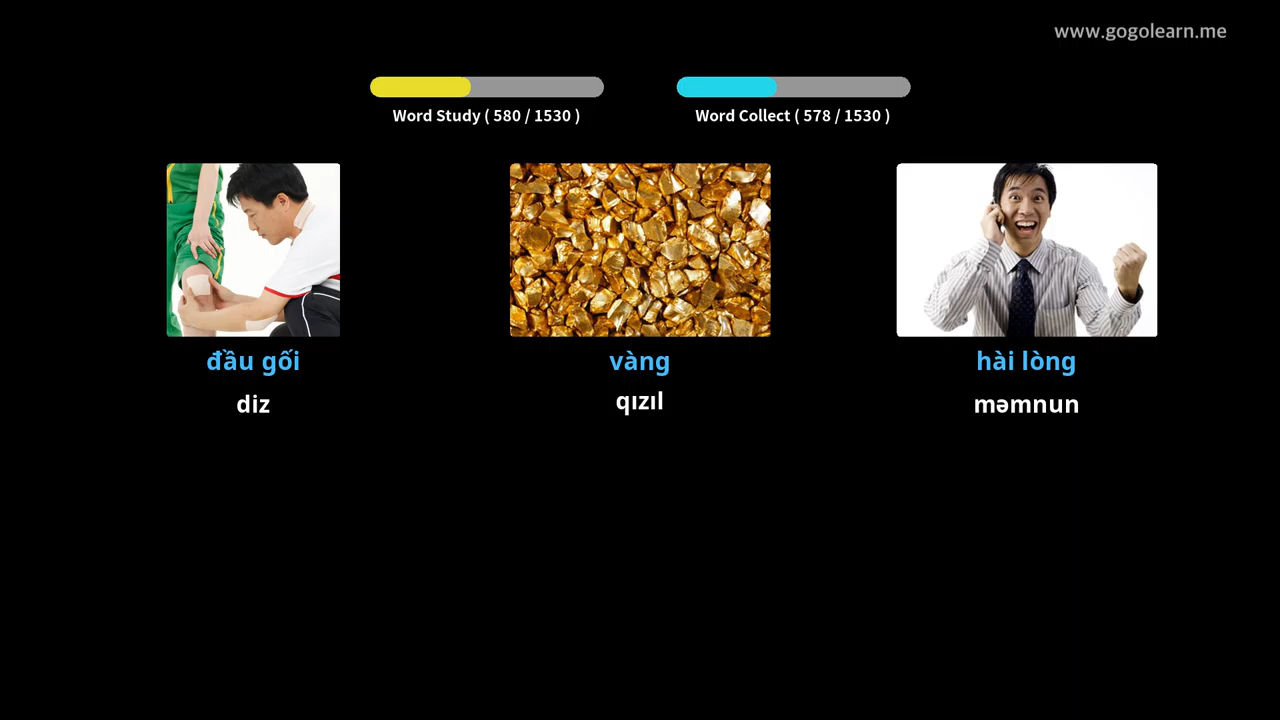 www.gogolearn.me
Word Study ( 580 / 1530 )
Word Collect ( 578 / 1530 )
đầu gối
vàng
hài lòng
diz
qızıl
məmnun